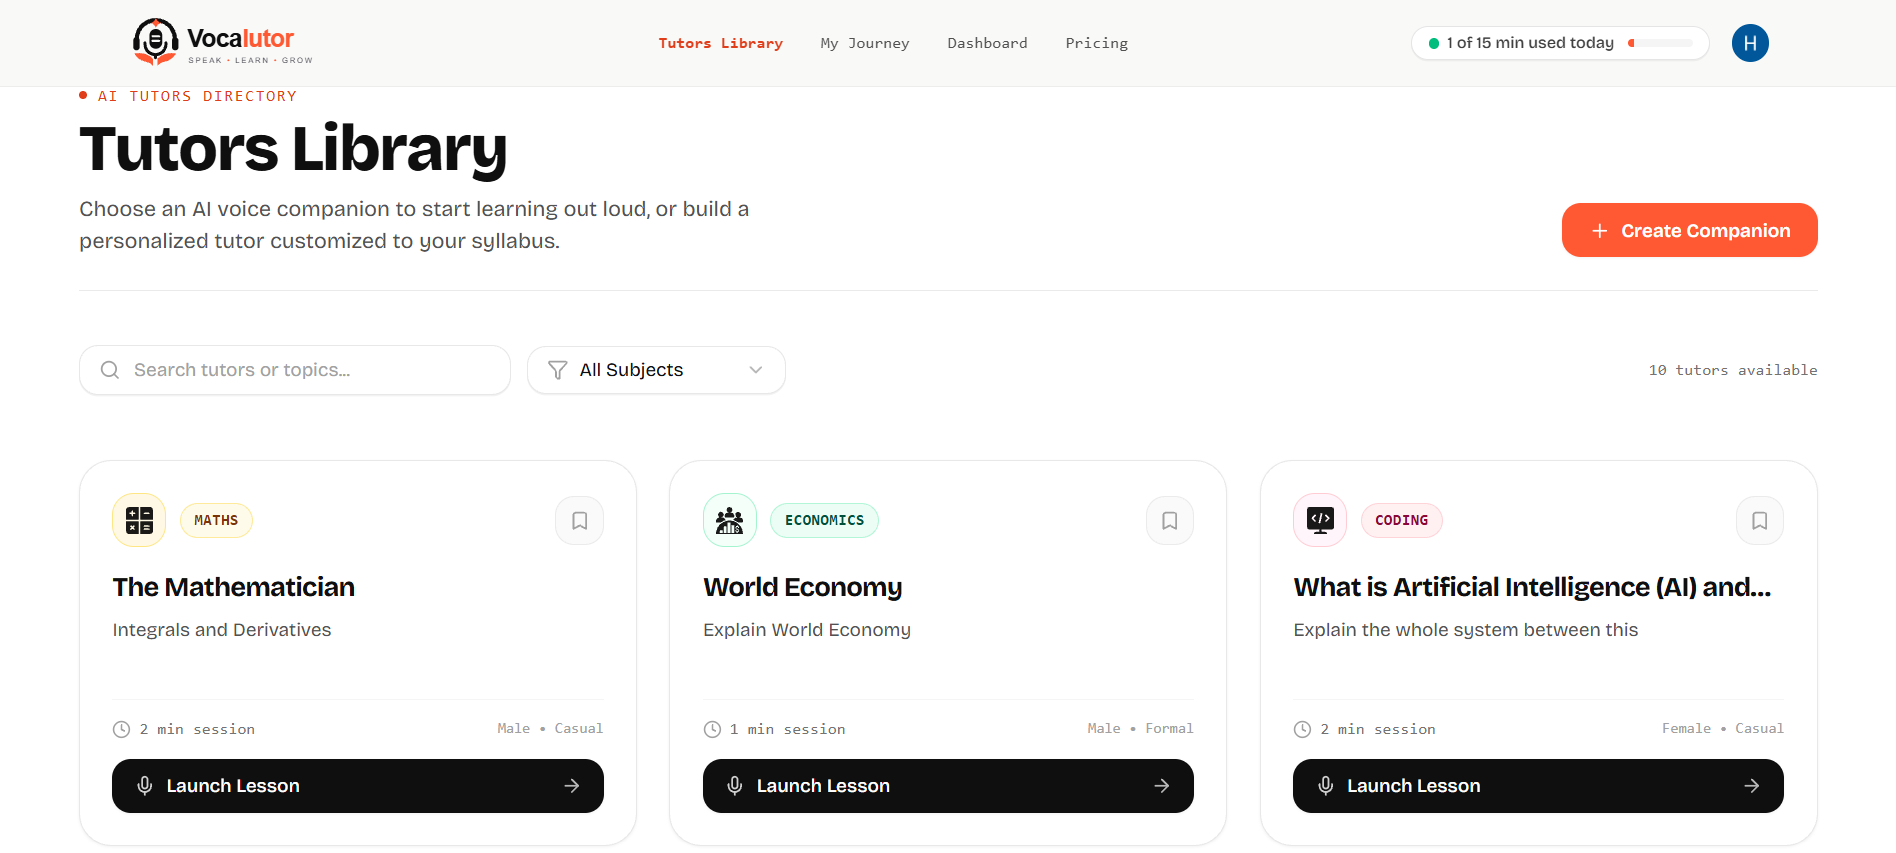 Vocalutor
SPEAK • LEARN • GROW
Tutors Library
My Journey
Dashboard
Pricing
1 of 15 min used today
H
AI TUTORS DIRECTORY
Tutors Library
Choose an AI voice companion to start learning out loud, or build a
personalized tutor customized to your syllabus.
+ Create Companion
Search tutors or topics...
All Subjects
10 tutors available
MATHS
The Mathematician
Integrals and Derivatives
2 min session
Male • Casual
Launch Lesson
ECONOMICS
World Economy
Explain World Economy
1 min session
Male • Formal
Launch Lesson
CODING
What is Artificial Intelligence (AI) and...
Explain the whole system between this
2 min session
Female • Casual
Launch Lesson